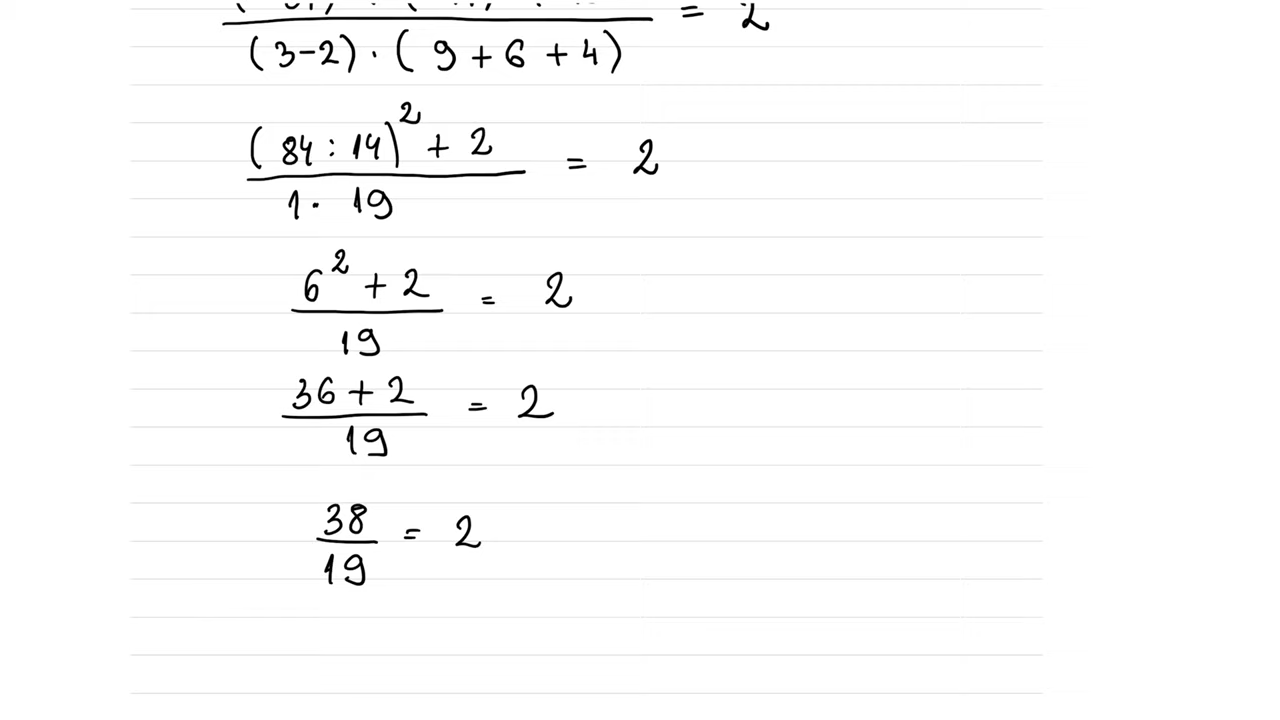 = 2
(3-2) · (9 + 6 + 4)
(84 : 14)² + 2
= 2
1 · 19
6² + 2
= 2
19
36 + 2
= 2
19
38
= 2
19